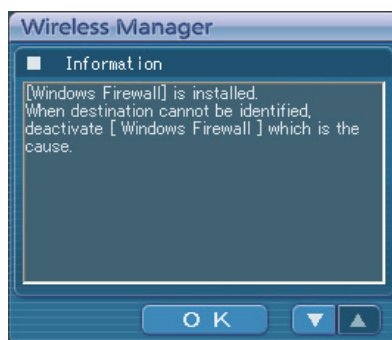 Wireless Manager
Information
[Windows Firewall] is installed.
When destination cannot be identified,
deactivate [ Windows Firewall ] which is the
cause.
OK